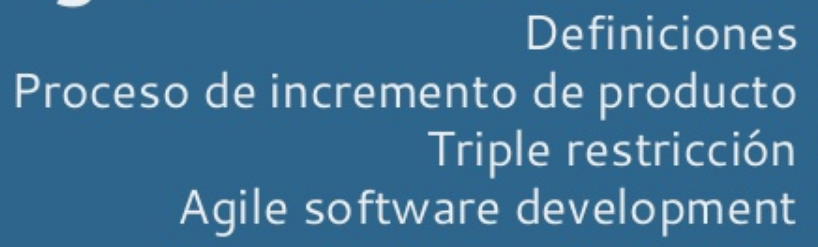 Definiciones
Proceso de incremento de producto
Triple restricción
Agile software development